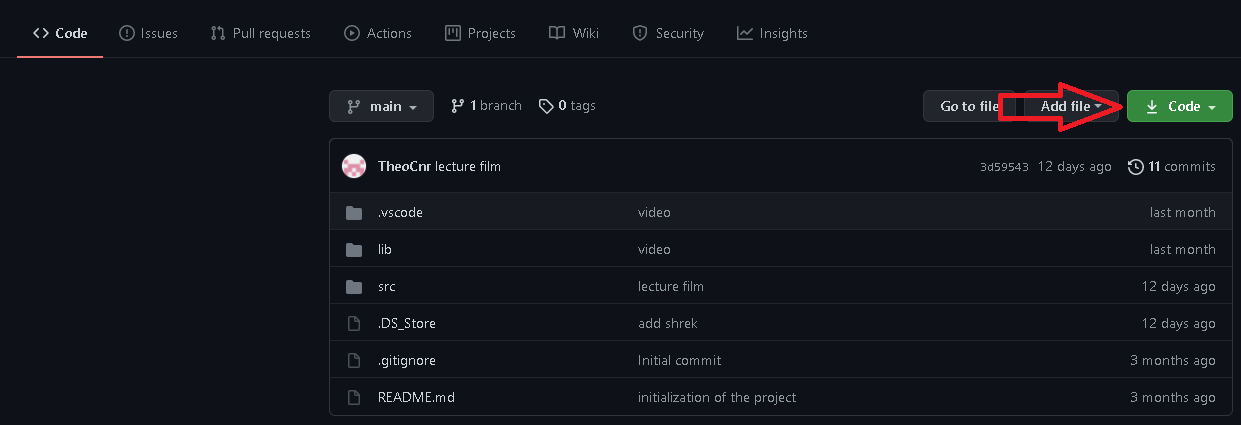 Code Issues Pull requests Actions Projects Wiki Security Insights
main 1 branch 0 tags Go to file Add file Code
TheoCnr lecture film 3d59543 12 days ago 11 commits
.vscode video last month
lib video last month
src lecture film 12 days ago
.DS_Store add shrek 12 days ago
.gitignore Initial commit 3 months ago
README.md initialization of the project 3 months ago